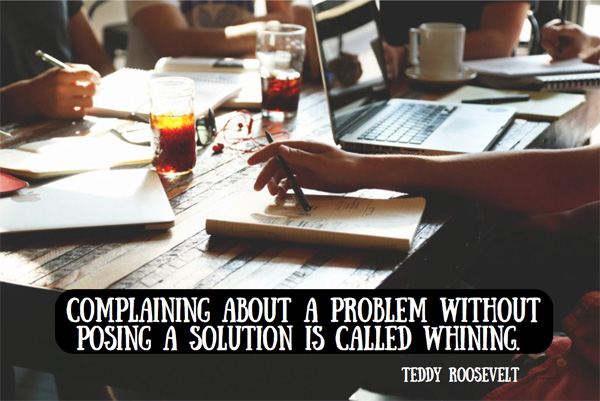 COMPLAINING ABOUT A PROBLEM WITHOUT
POSING A SOLUTION IS CALLED WHINING.
TEDDY ROOSEVELT